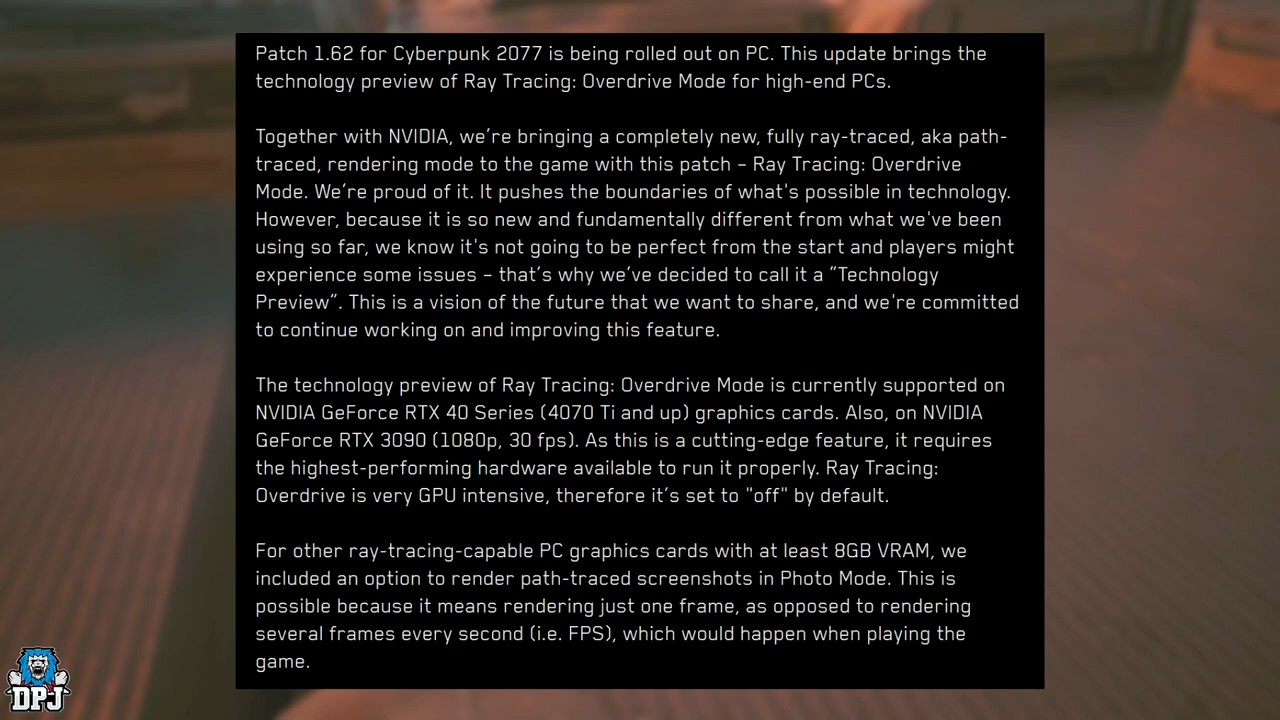 Patch 1.62 for Cyberpunk 2077 is being rolled out on PC. This update brings the
technology preview of Ray Tracing: Overdrive Mode for high-end PCs.
Together with NVIDIA, we’re bringing a completely new, fully ray-traced, aka path-
traced, rendering mode to the game with this patch – Ray Tracing: Overdrive
Mode. We’re proud of it. It pushes the boundaries of what's possible in technology.
However, because it is so new and fundamentally different from what we've been
using so far, we know it's not going to be perfect from the start and players might
experience some issues – that’s why we’ve decided to call it a ”Technology
Preview”. This is a vision of the future that we want to share, and we're committed
to continue working on and improving this feature.
The technology preview of Ray Tracing: Overdrive Mode is currently supported on
NVIDIA GeForce RTX 40 Series (4070 Ti and up) graphics cards. Also, on NVIDIA
GeForce RTX 3090 (1080p, 30 fps). As this is a cutting-edge feature, it requires
the highest-performing hardware available to run it properly. Ray Tracing:
Overdrive is very GPU intensive, therefore it’s set to "off" by default.
For other ray-tracing-capable PC graphics cards with at least 8GB VRAM, we
included an option to render path-traced screenshots in Photo Mode. This is
possible because it means rendering just one frame, as opposed to rendering
several frames every second (i.e. FPS), which would happen when playing the
game.
DPJ